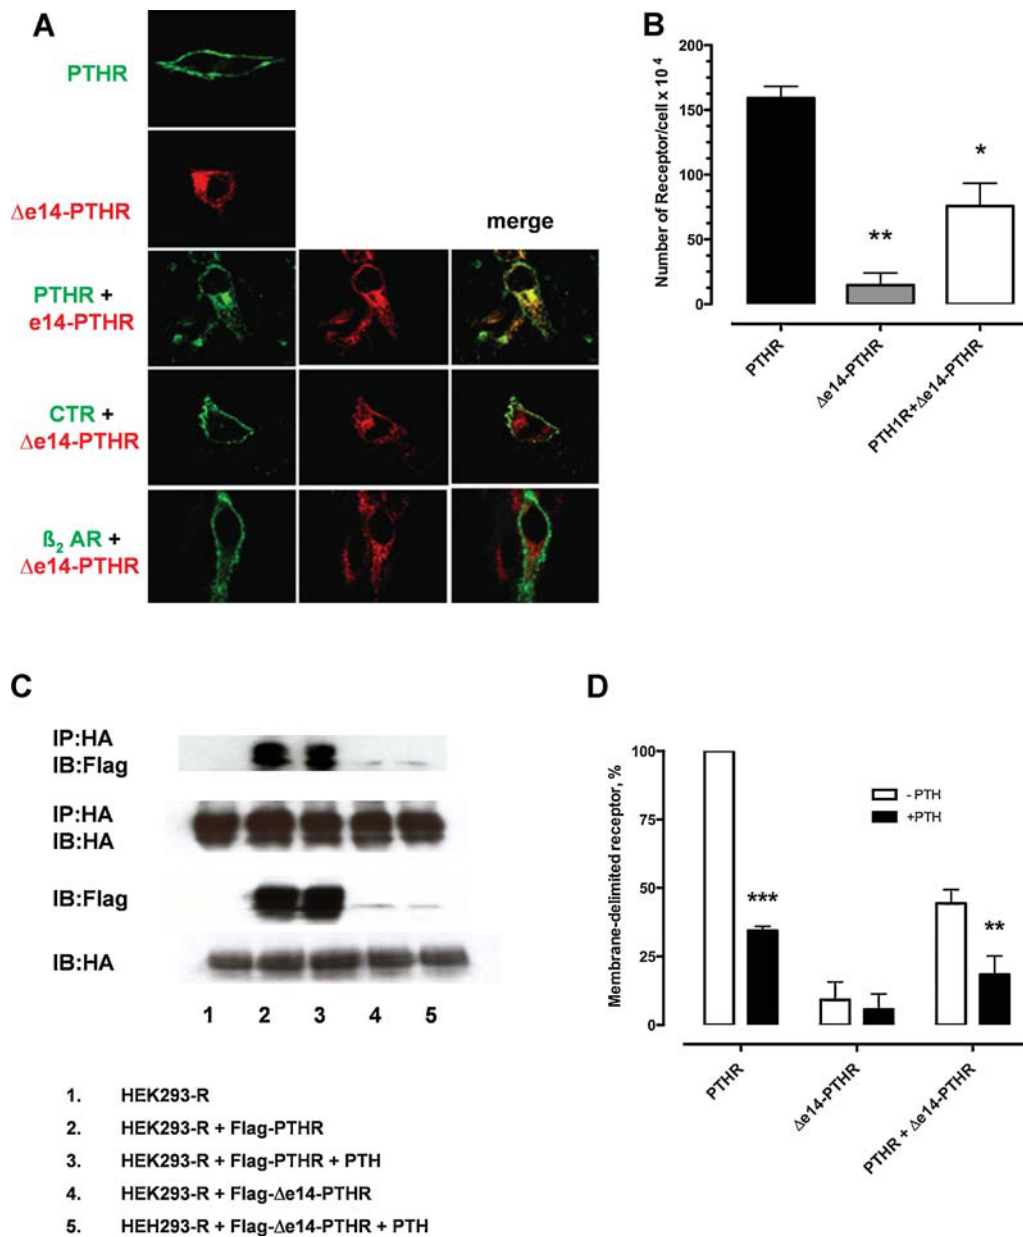 A
PTHR
Δe14-PTHR
merge
PTHR +
e14-PTHR
CTR +
Δe14-PTHR
ß₂ AR +
Δe14-PTHR
B
Number of Receptor/cell x 10⁴
200
150
100
50
0
**
*
PTHR
Δe14-PTHR
PTH1R+Δe14-PTHR
C
IP:HA
IB:Flag
IP:HA
IB:HA
IB:Flag
IB:HA
1 2 3 4 5
1. HEK293-R
2. HEK293-R + Flag-PTHR
3. HEK293-R + Flag-PTHR + PTH
4. HEK293-R + Flag-Δe14-PTHR
5. HEH293-R + Flag-Δe14-PTHR + PTH
D
Membrane-delimited receptor, %
100
75
50
25
0
- PTH
+PTH
***
**
PTHR
Δe14-PTHR
PTHR + Δe14-PTHR